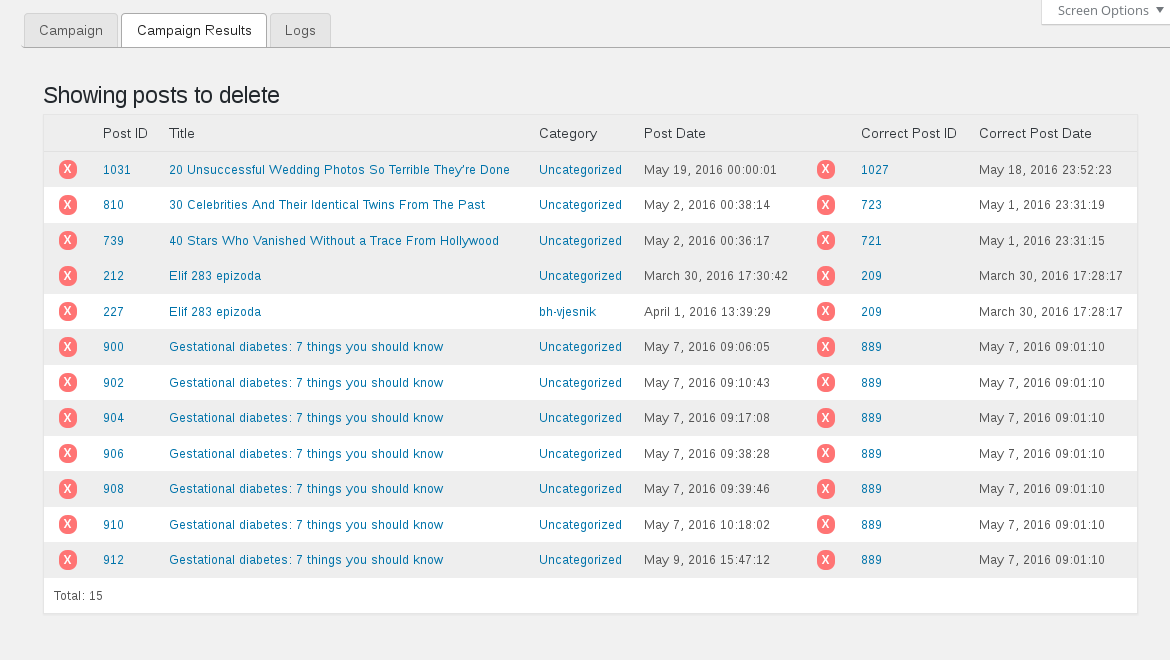 Screen Options ▼
Campaign Campaign Results Logs
Showing posts to delete
Post ID Title Category Post Date Correct Post ID Correct Post Date
X 1031 20 Unsuccessful Wedding Photos So Terrible They're Done Uncategorized May 19, 2016 00:00:01 X 1027 May 18, 2016 23:52:23
X 810 30 Celebrities And Their Identical Twins From The Past Uncategorized May 2, 2016 00:38:14 X 723 May 1, 2016 23:31:19
X 739 40 Stars Who Vanished Without a Trace From Hollywood Uncategorized May 2, 2016 00:36:17 X 721 May 1, 2016 23:31:15
X 212 Elif 283 epizoda Uncategorized March 30, 2016 17:30:42 X 209 March 30, 2016 17:28:17
X 227 Elif 283 epizoda bh-vjesnik April 1, 2016 13:39:29 X 209 March 30, 2016 17:28:17
X 900 Gestational diabetes: 7 things you should know Uncategorized May 7, 2016 09:06:05 X 889 May 7, 2016 09:01:10
X 902 Gestational diabetes: 7 things you should know Uncategorized May 7, 2016 09:10:43 X 889 May 7, 2016 09:01:10
X 904 Gestational diabetes: 7 things you should know Uncategorized May 7, 2016 09:17:08 X 889 May 7, 2016 09:01:10
X 906 Gestational diabetes: 7 things you should know Uncategorized May 7, 2016 09:38:28 X 889 May 7, 2016 09:01:10
X 908 Gestational diabetes: 7 things you should know Uncategorized May 7, 2016 09:39:46 X 889 May 7, 2016 09:01:10
X 910 Gestational diabetes: 7 things you should know Uncategorized May 7, 2016 10:18:02 X 889 May 7, 2016 09:01:10
X 912 Gestational diabetes: 7 things you should know Uncategorized May 9, 2016 15:47:12 X 889 May 7, 2016 09:01:10
Total: 15